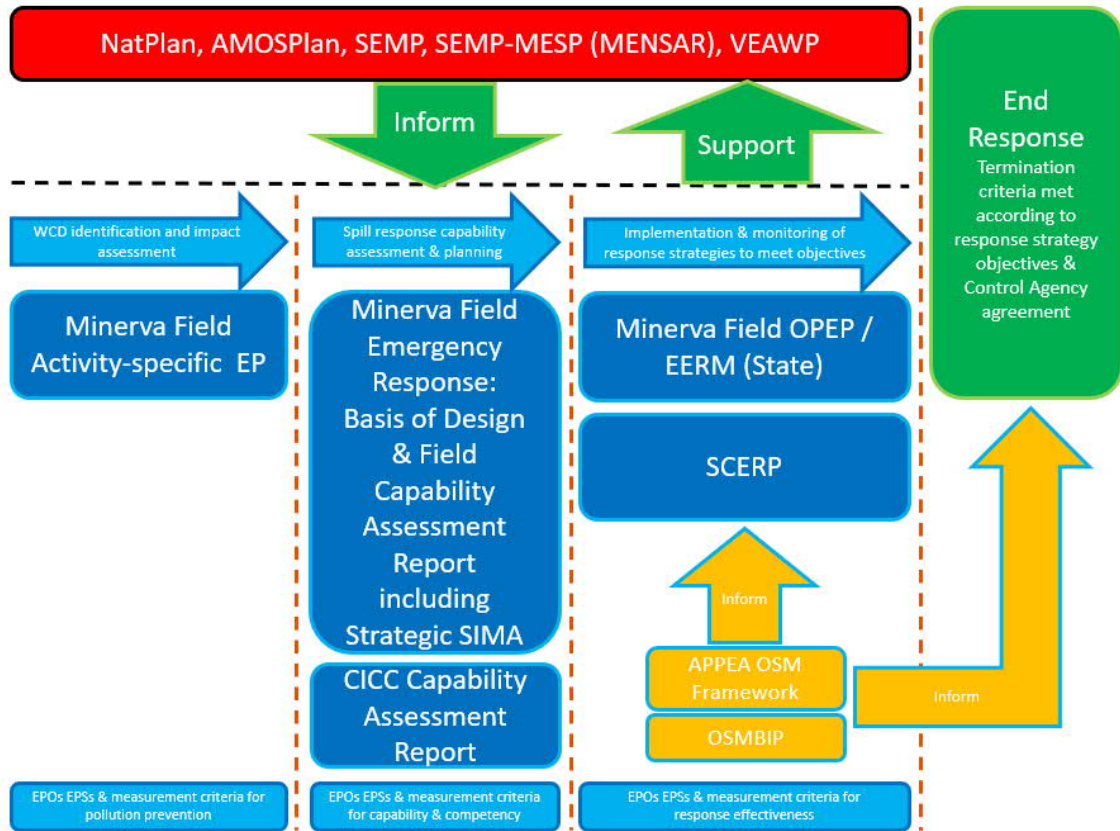 NatPlan, AMOSPlan, SEMP, SEMP-MESP (MENSAR), VEAWP
Inform
Support
End
Response
Termination
criteria met
according to
response strategy
objectives &
Control Agency
agreement
WCD identification and impact
assessment
Spill response capability
assessment & planning
Implementation & monitoring of
response strategies to meet objectives
Minerva Field
Activity-specific EP
Minerva Field
Emergency
Response:
Basis of Design
& Field
Capability
Assessment
Report
including
Strategic SIMA
CICC Capability
Assessment
Report
Minerva Field OPEP /
EERM (State)
SCERP
Inform
APPEA OSM
Framework
OSMBIP
Inform
EPOs EPSs & measurement criteria for
pollution prevention
EPOs EPSs & measurement criteria
for capability & competency
EPOs EPSs & measurement criteria for
response effectiveness